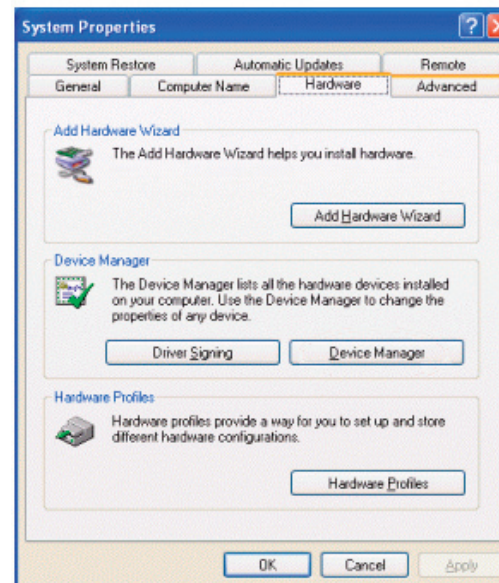 System Properties
System Restore Automatic Updates Remote
General Computer Name Hardware Advanced
Add Hardware Wizard
The Add Hardware Wizard helps you install hardware.
Add Hardware Wizard
Device Manager
The Device Manager lists all the hardware devices installed
on your computer. Use the Device Manager to change the
properties of any device.
Driver Signing Device Manager
Hardware Profiles
Hardware profiles provide a way for you to set up and store
different hardware configurations.
Hardware Profiles
OK Cancel Apply